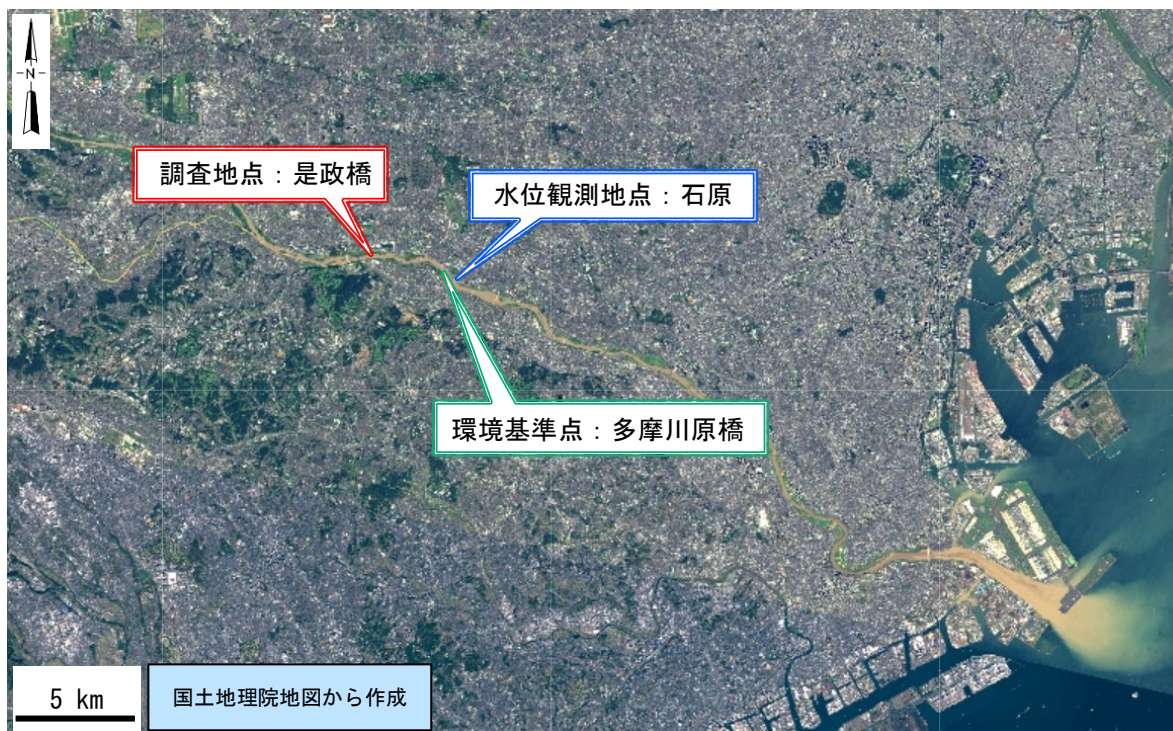 N
調査地点：是政橋
水位観測地点：石原
環境基準点：多摩川原橋
5 km
国土地理院地図から作成